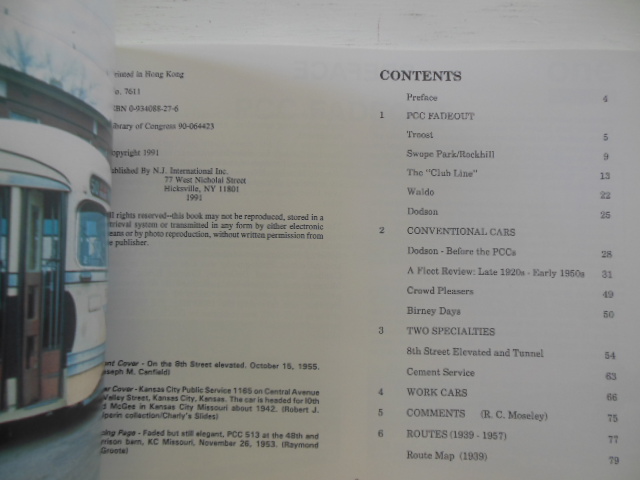 rinted in Hong Kong
o. 7611
BN 0-934088-27-6
ibrary of Congress 90-064423
opyright 1991
ublished By N.J. International Inc.
77 West Nicholai Street
Hicksville, NY 11801
1991
ll rights reserved--this book may not be reproduced, stored in a
trieval system or transmitted in any form by either electronic
eans or by photo reproduction, without written permission from
e publisher.
nt Cover - On the 8th Street elevated. October 15, 1955.
seph M. Canfield)
er Cover - Kansas City Public Service 1165 on Central Avenue
Valley Street, Kansas City, Kansas. The car is headed for 10th
d McGee in Kansas City Missouri about 1942. (Robert J.
lperin collection/Charly's Slides)
ing Page - Faded but still elegant, PCC 513 at the 48th and
rrison barn, KC Missouri, November 26, 1953. (Raymond
Groote)
CONTENTS
Preface 4
1 PCC FADEOUT
Troost 5
Swope Park/Rockhill 9
The "Club Line" 13
Waldo 22
Dodson 25
2 CONVENTIONAL CARS
Dodson - Before the PCCs 28
A Fleet Review: Late 1920s - Early 1950s 31
Crowd Pleasers 49
Birney Days 50
3 TWO SPECIALTIES
8th Street Elevated and Tunnel 54
Cement Service 63
4 WORK CARS 66
5 COMMENTS (R. C. Moseley) 75
6 ROUTES (1939 - 1957) 77
Route Map (1939) 79